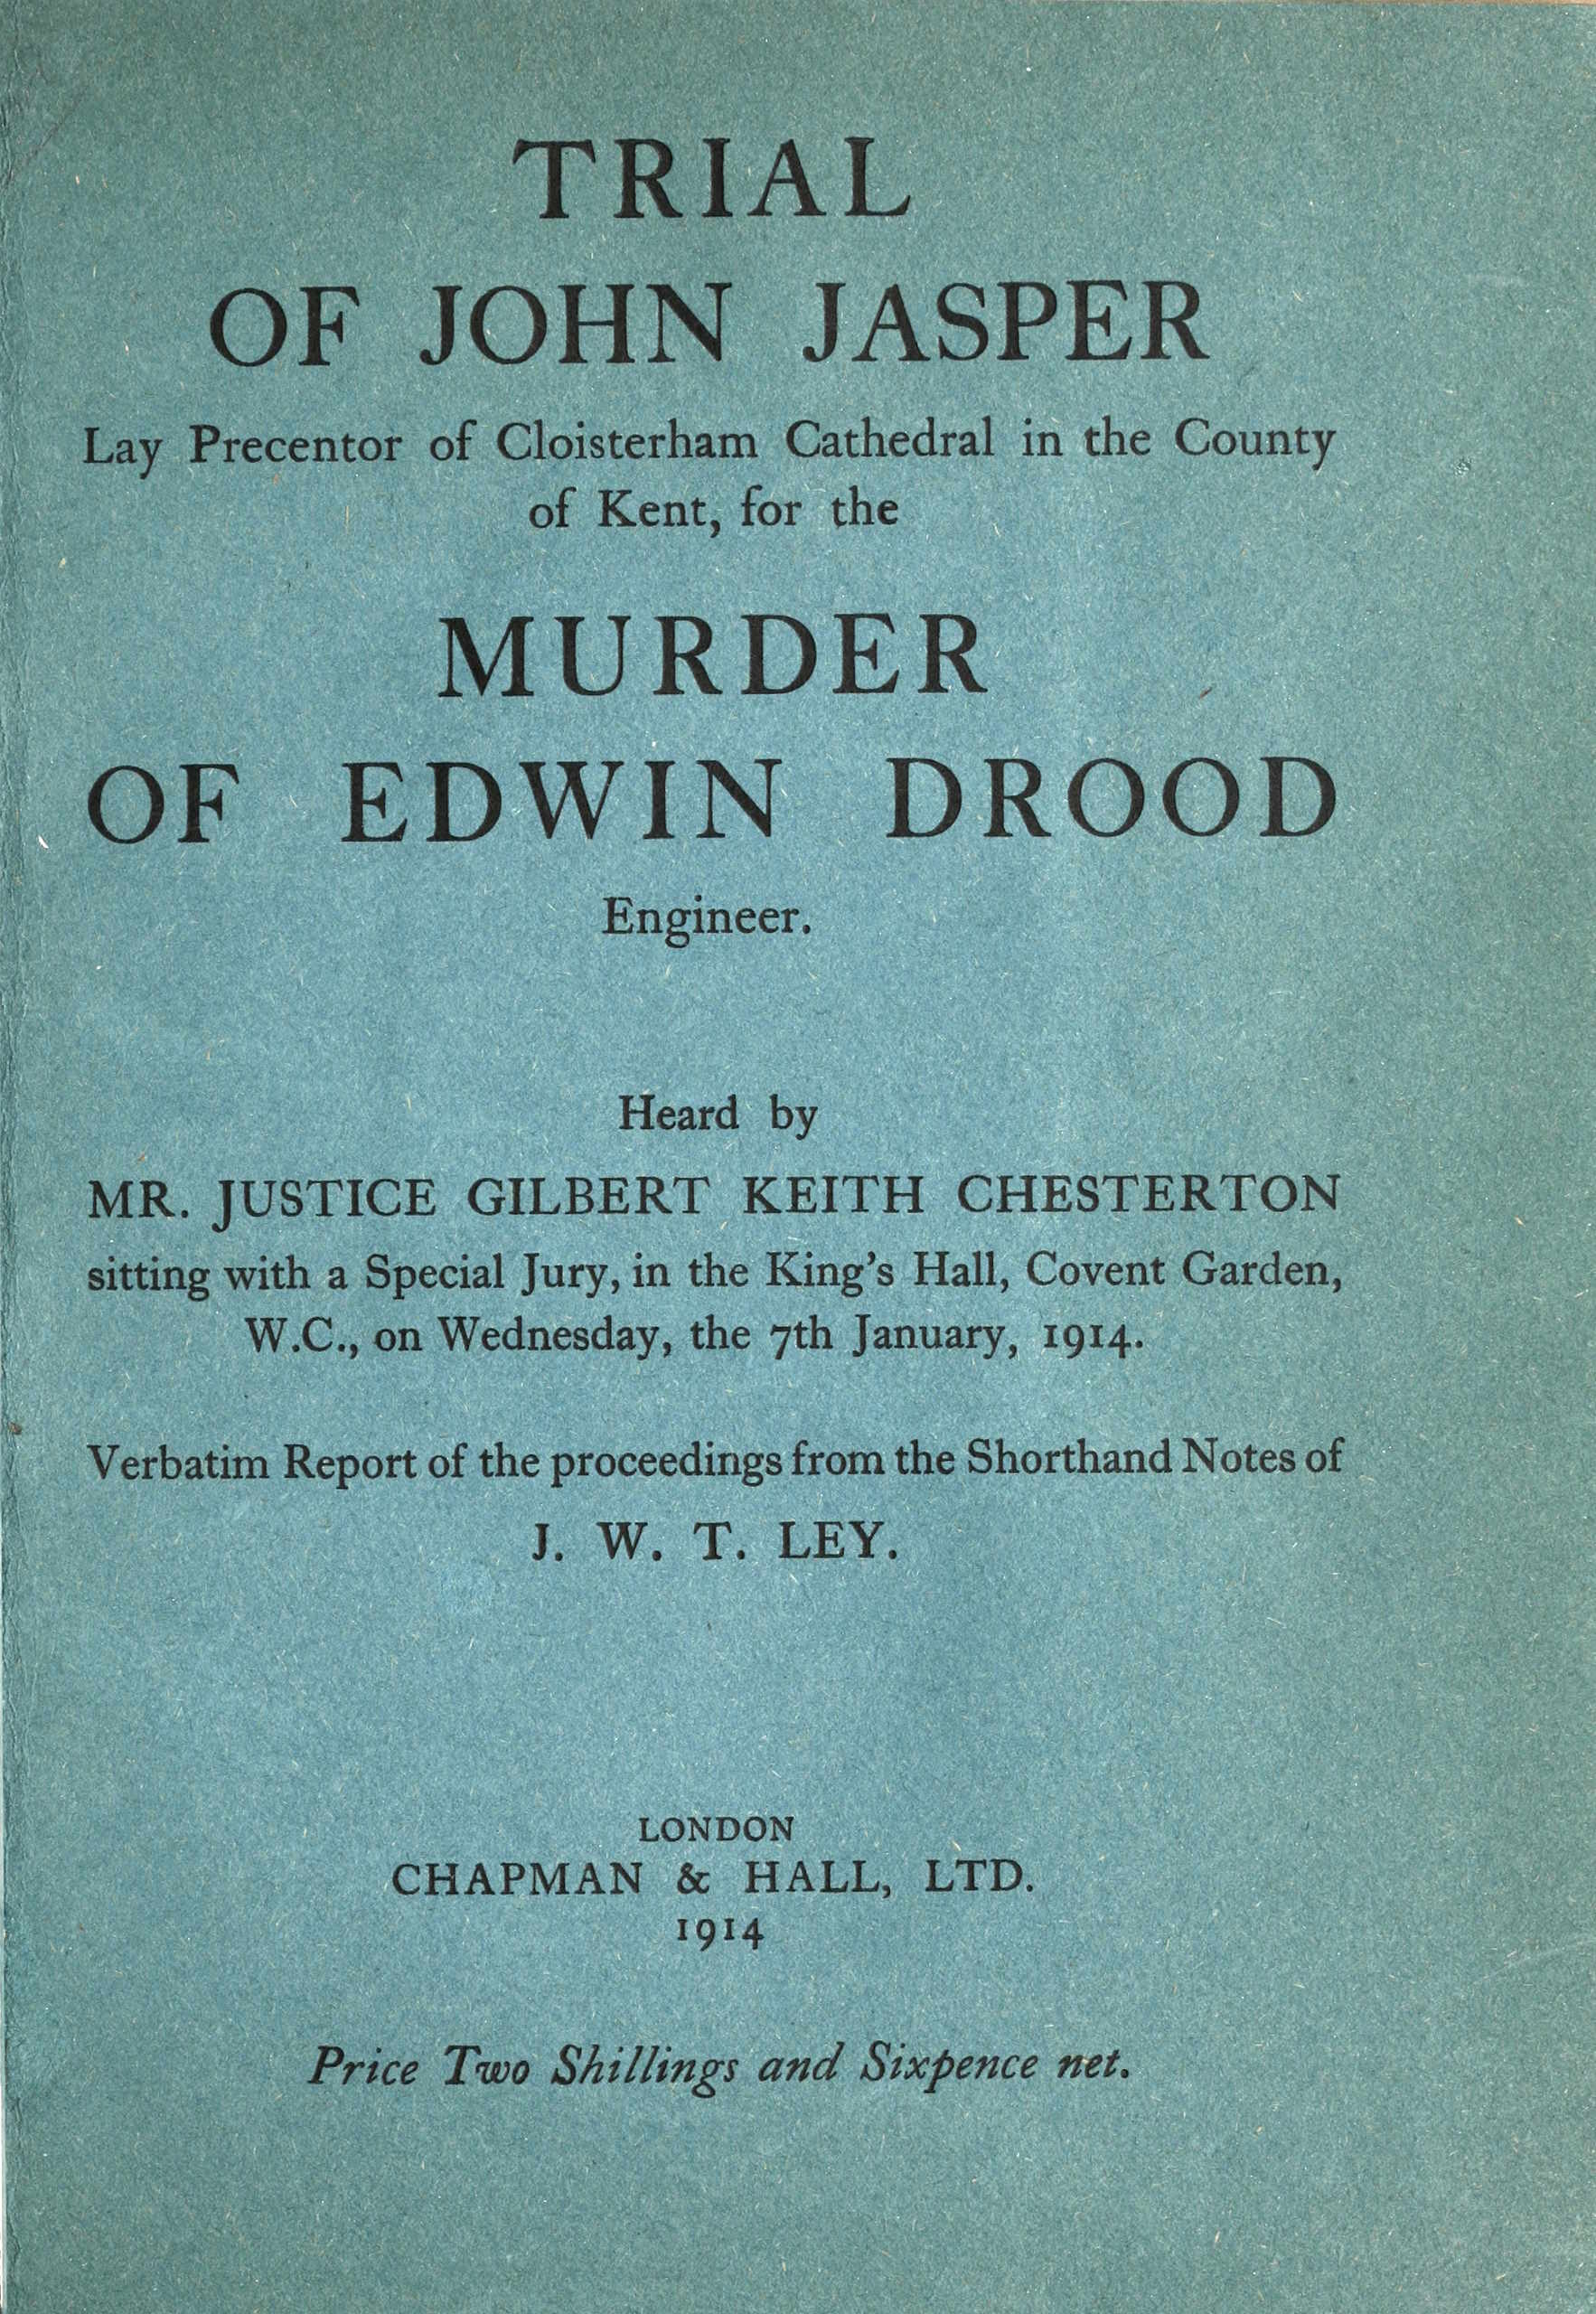 TRIAL
OF JOHN JASPER
Lay Precentor of Cloisterham Cathedral in the County
of Kent, for the
MURDER
OF EDWIN DROOD
Engineer.
Heard by
MR. JUSTICE GILBERT KEITH CHESTERTON
sitting with a Special Jury, in the King's Hall, Covent Garden,
W.C., on Wednesday, the 7th January, 1914.
Verbatim Report of the proceedings from the Shorthand Notes of
J. W. T. LEY.
LONDON
CHAPMAN & HALL, LTD.
1914
Price Two Shillings and Sixpence net.